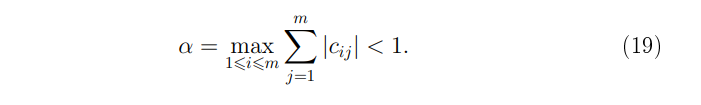 α = max_{1⩽i⩽m} ∑_{j=1}^{m} |c_{ij}| < 1. (19)